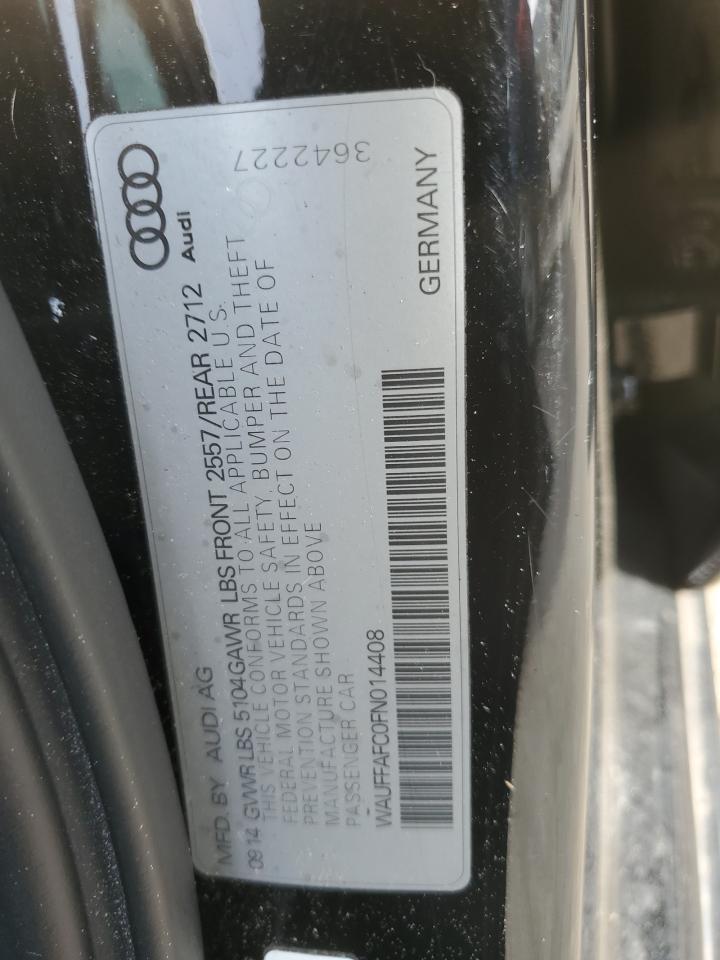 MFD. BY AUDI AG
09 14 GVWR LBS 5104 GAWR LBS FRONT 2557/REAR 2712
THIS VEHICLE CONFORMS TO ALL APPLICABLE U.S.
FEDERAL MOTOR VEHICLE SAFETY, BUMPER AND THEFT
PREVENTION STANDARDS IN EFFECT ON THE DATE OF
MANUFACTURE SHOWN ABOVE
PASSENGER CAR
WAUFFAFC0FN014408
Audi
3642227
GERMANY